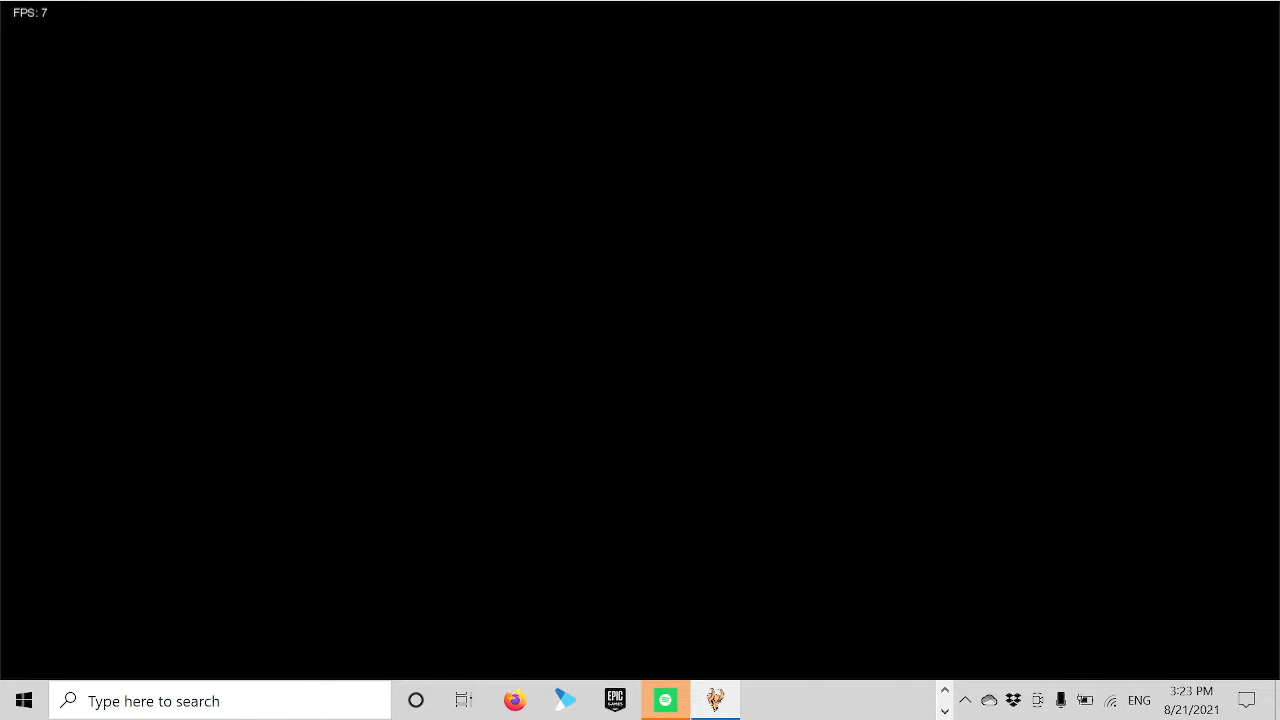 FPS: 7
Type here to search
EPIC
GAMES
ENG
3:23 PM
8/21/2021